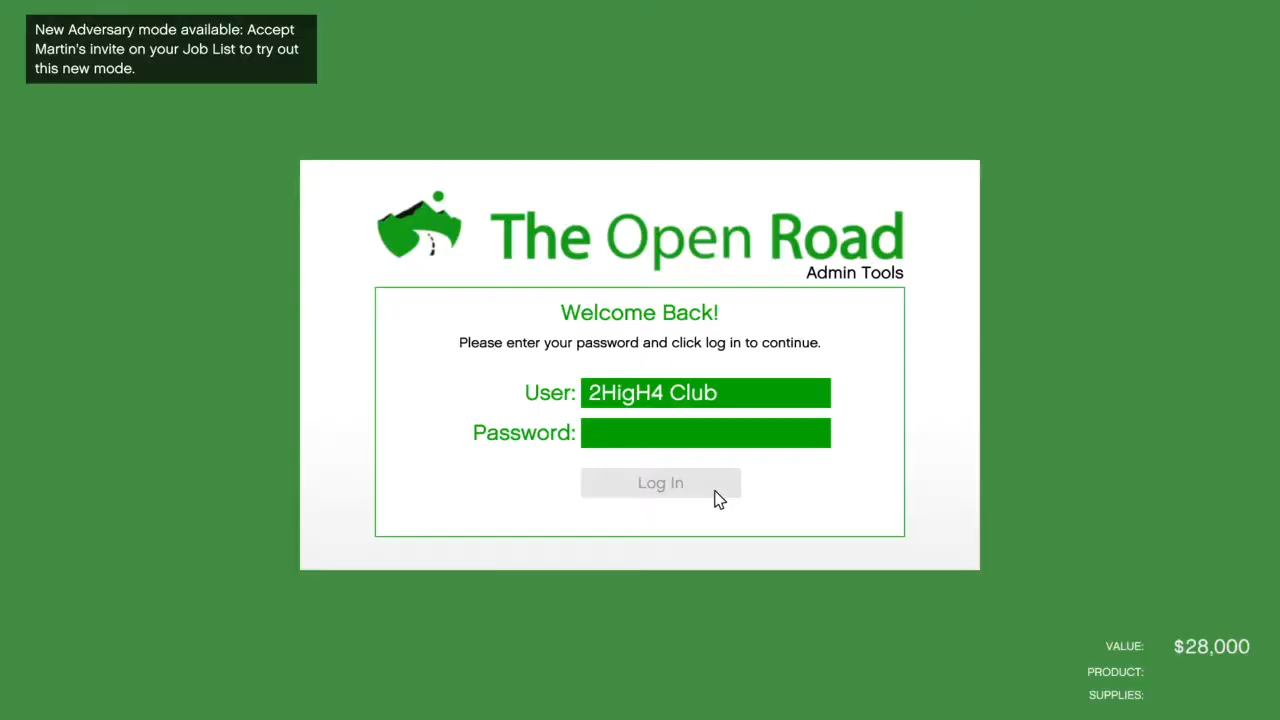 New Adversary mode available: Accept
Martin's invite on your Job List to try out
this new mode.
The Open Road
Admin Tools
Welcome Back!
Please enter your password and click log in to continue.
User: 2HigH4 Club
Password:
Log In
VALUE: $28,000
PRODUCT:
SUPPLIES: